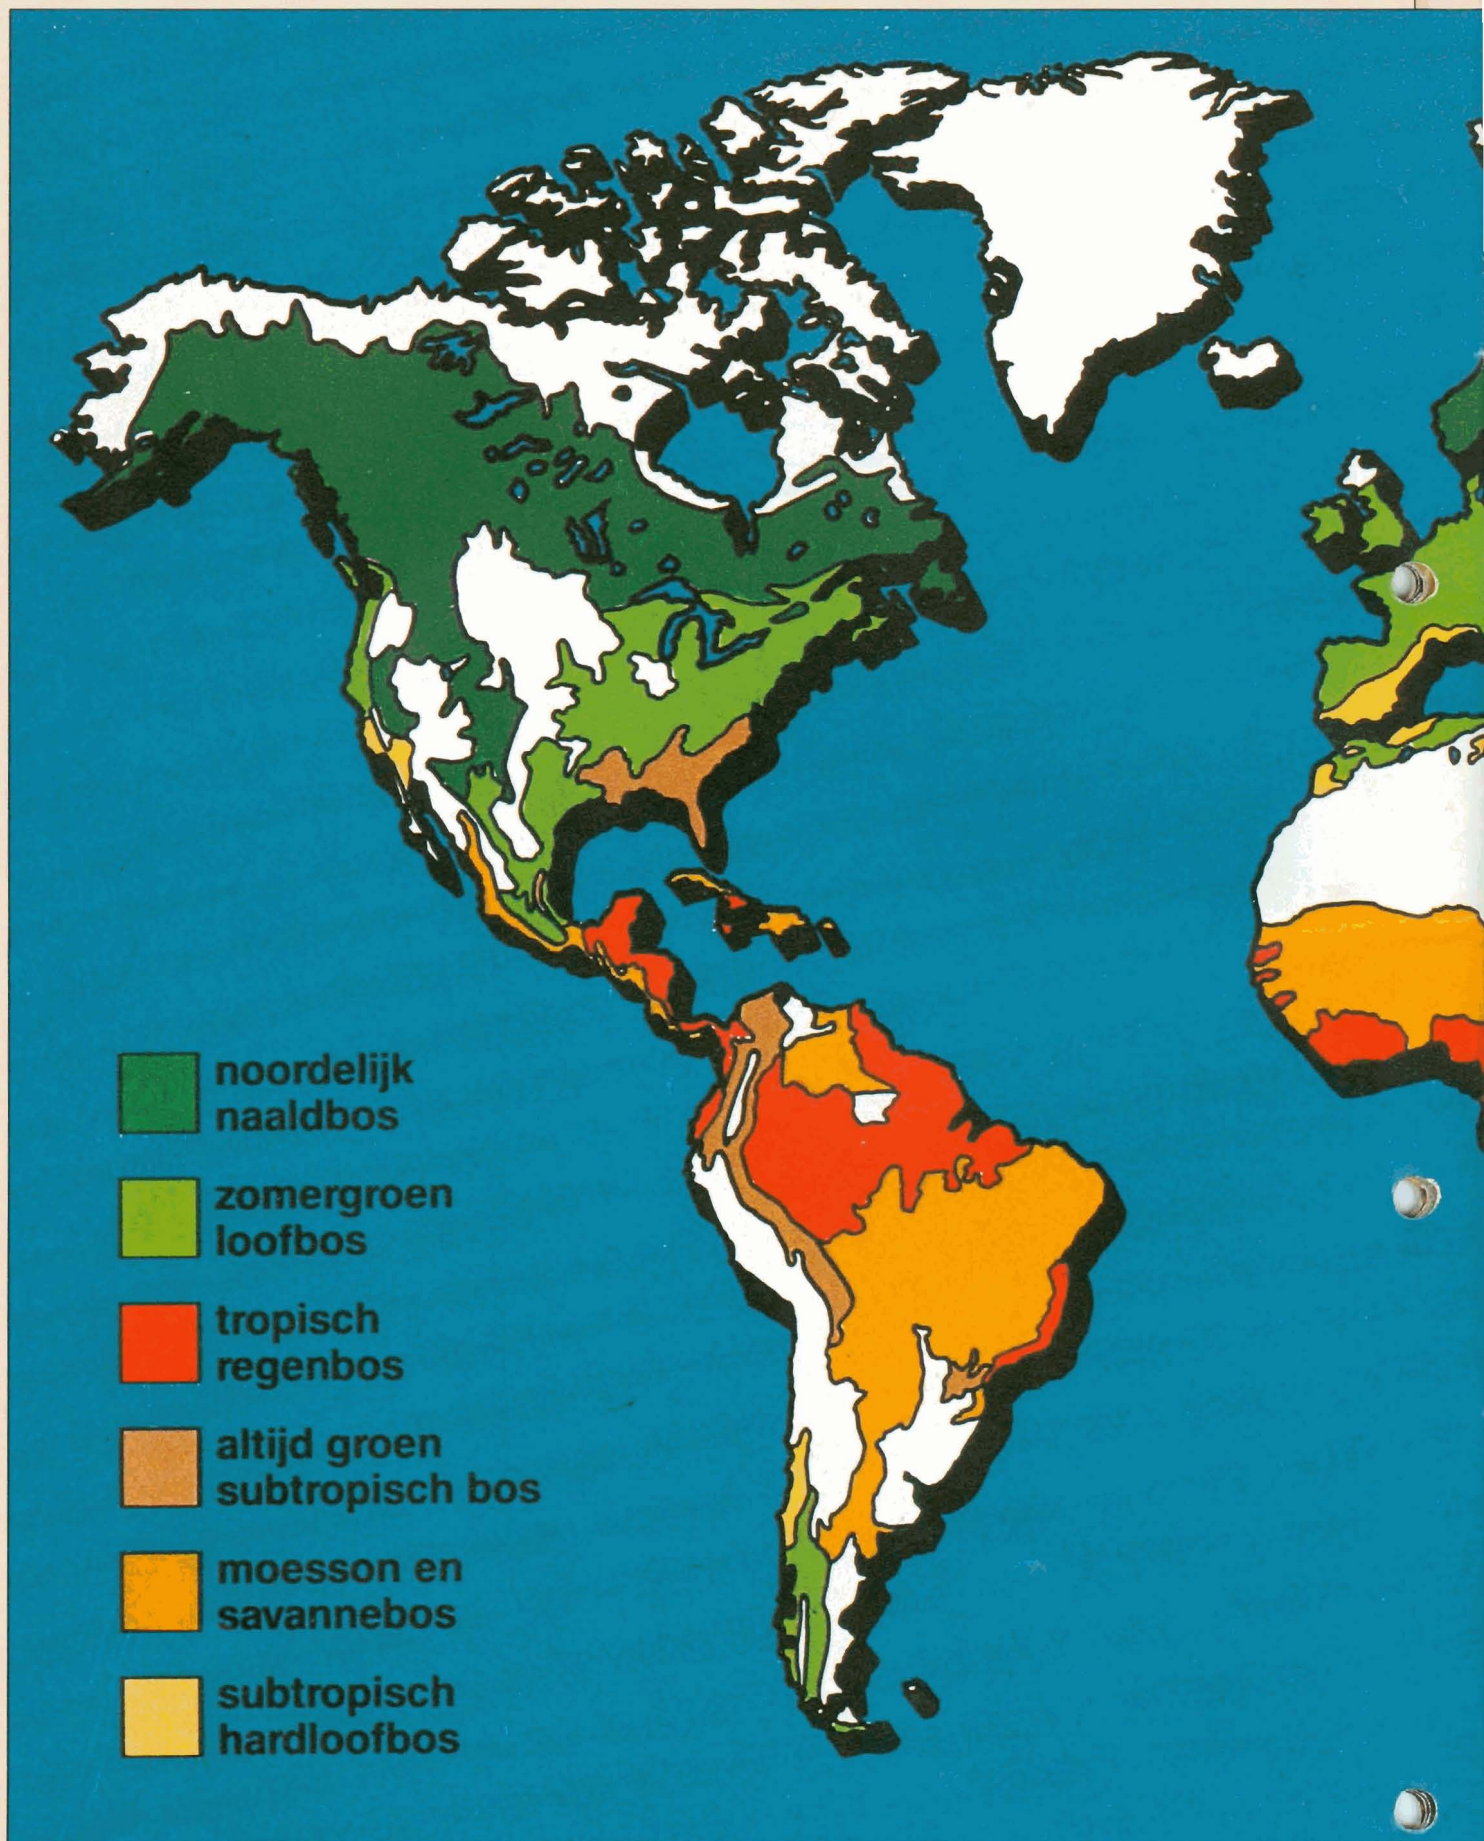 noordelijk
naaldbos
zomergroen
loofbos
tropisch
regenbos
altijd groen
subtropisch bos
moesson en
savannebos
subtropisch
hardloofbos